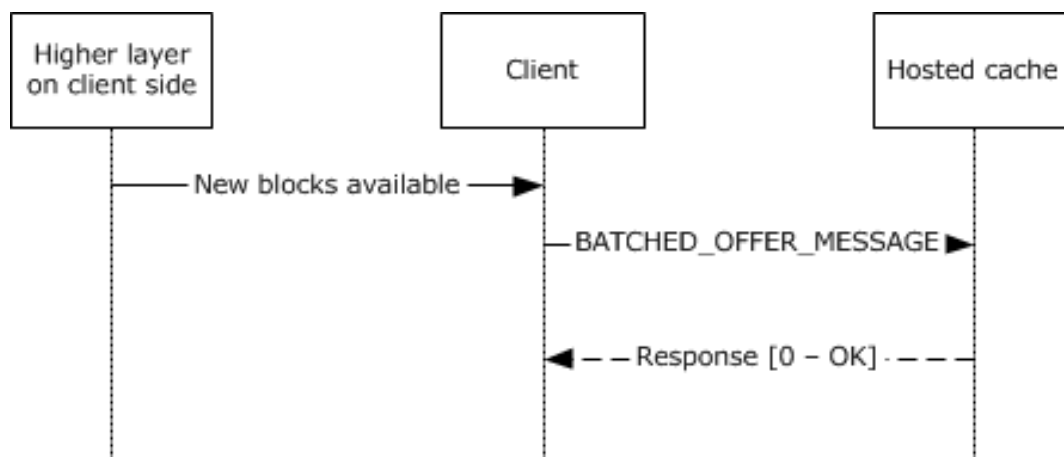 Higher layer
on client side
Client
Hosted cache
New blocks available
BATCHED_OFFER_MESSAGE
Response [0 – OK]